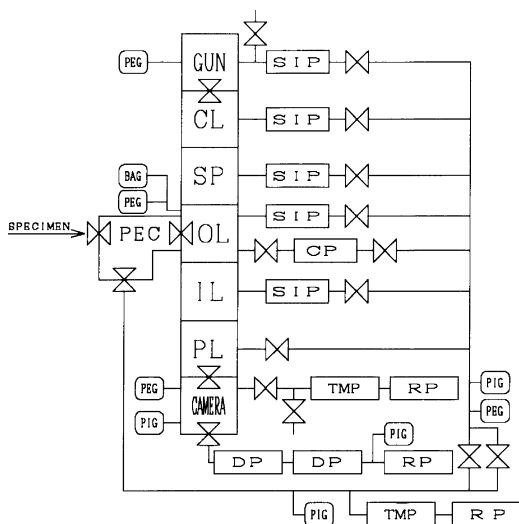 PEG GUN SIP
CL SIP
BAG SP SIP
PEG
SPECIMEN PEC OL SIP
CP
IL SIP
PL
PEG CAMERA TMP RP PIG
PIG PEG
PIG
DP DP RP
PIG TMP RP